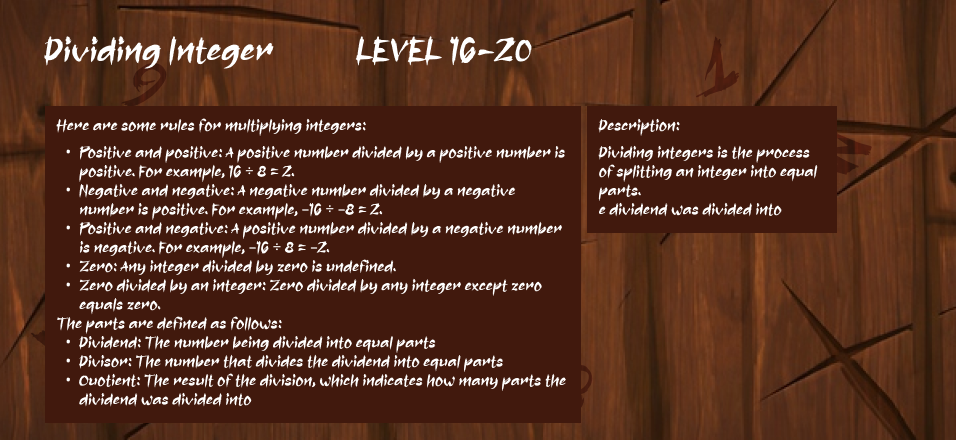 Dividing Integer LEVEL 16-20
Here are some rules for multiplying integers:
• Positive and positive: A positive number divided by a positive number is
positive. For example, 16 ÷ 8 = 2.
• Negative and negative: A negative number divided by a negative
number is positive. For example, -16 ÷ -8 = 2.
• Positive and negative: A positive number divided by a negative number
is negative. For example, -16 ÷ 8 = -2.
• Zero: Any integer divided by zero is undefined.
• Zero divided by an integer: Zero divided by any integer except zero
equals zero.
The parts are defined as follows:
• Dividend: The number being divided into equal parts
• Divisor: The number that divides the dividend into equal parts
• Quotient: The result of the division, which indicates how many parts the
dividend was divided into
Description:
Dividing integers is the process
of splitting an integer into equal
parts.
e dividend was divided into
9
1